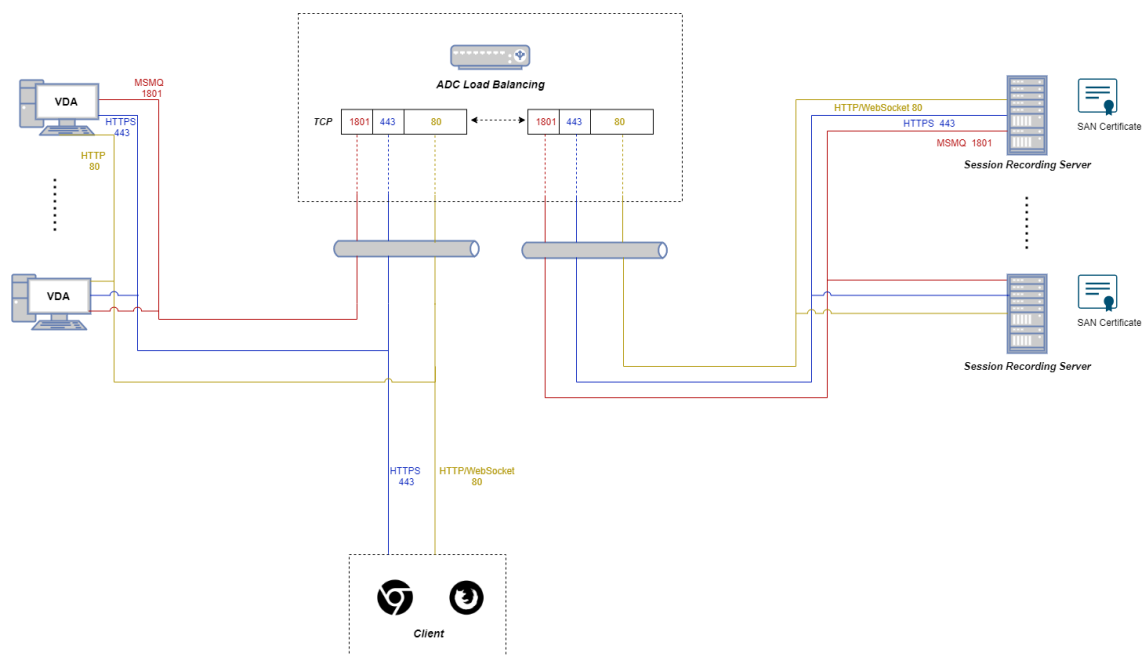 ADC Load Balancing
TCP
1801 443 80
1801 443 80
VDA
MSMQ
1801
HTTPS
443
HTTP
80
VDA
HTTP/WebSocket 80
HTTPS 443
MSMQ 1801
Session Recording Server
SAN Certificate
Session Recording Server
SAN Certificate
HTTPS
443
HTTP/WebSocket
80
Client